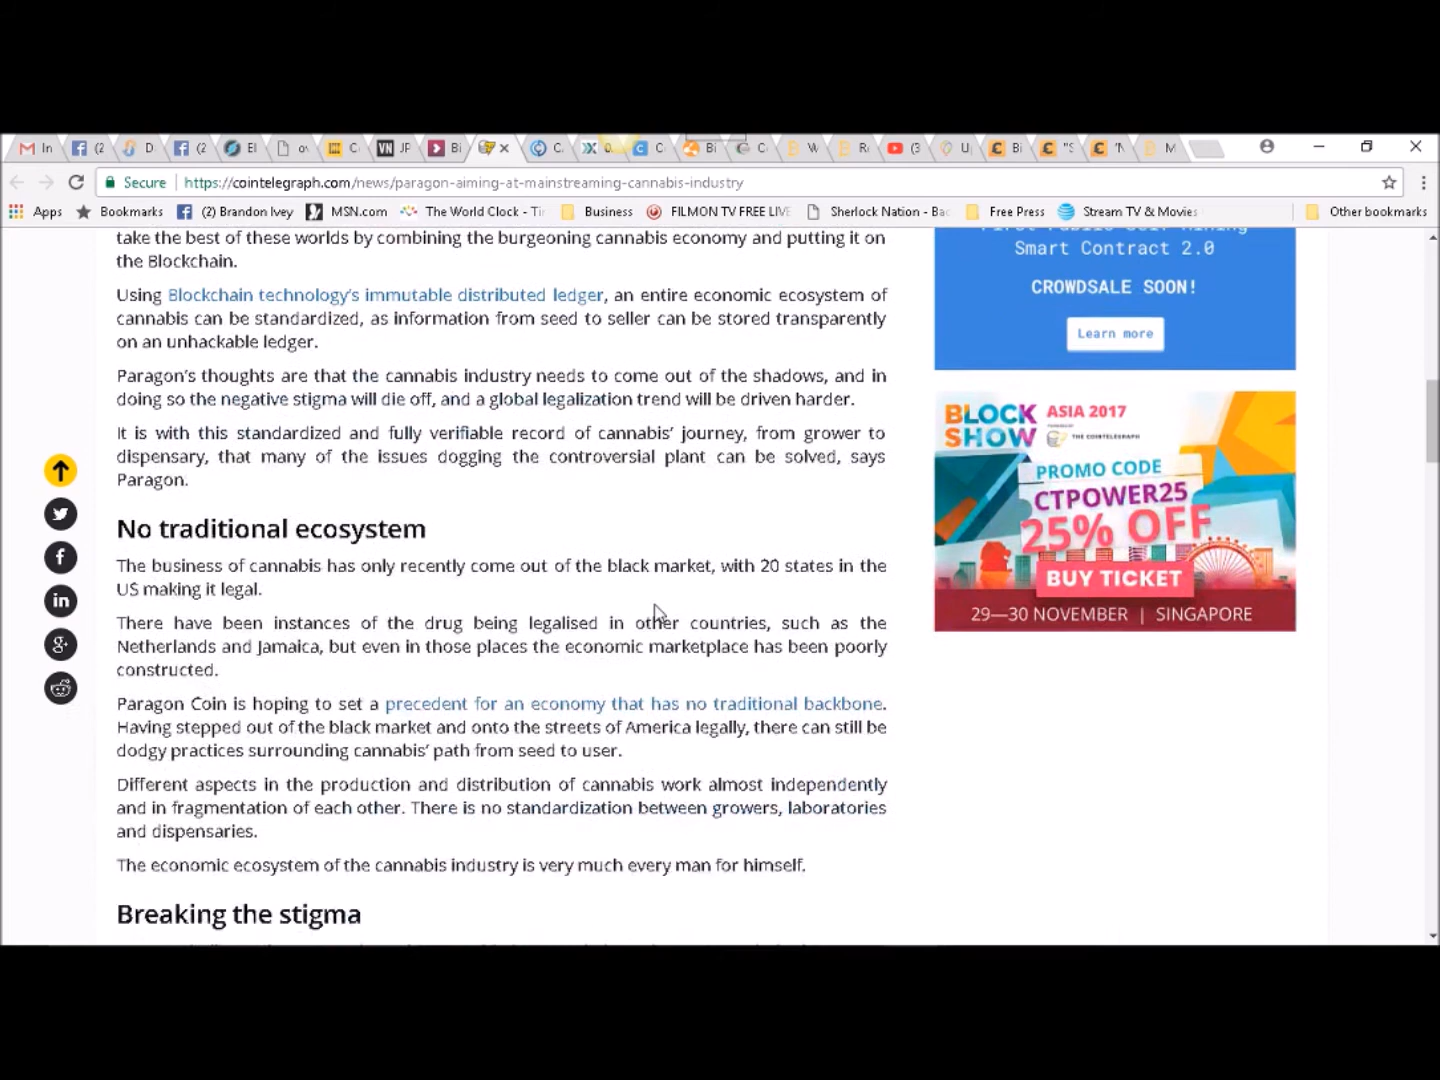 In
(2
D
(2
El
o
C
VN JP
Bi
C
0.
C
Bi
C
W
R
(3
U
Bi
"S
"
M
Secure
https://cointelegraph.com/news/paragon-aiming-at-mainstreaming-cannabis-industry
Apps
Bookmarks
(2) Brandon Ivey
MSN.com
The World Clock - Ti
Business
FILMON TV FREE LIVE
Sherlock Nation - Bac
Free Press
Stream TV & Movies
Other bookmarks
take the best of these worlds by combining the burgeoning cannabis economy and putting it on
the Blockchain.
Using Blockchain technology's immutable distributed ledger, an entire economic ecosystem of
cannabis can be standardized, as information from seed to seller can be stored transparently
on an unhackable ledger.
Paragon's thoughts are that the cannabis industry needs to come out of the shadows, and in
doing so the negative stigma will die off, and a global legalization trend will be driven harder.
It is with this standardized and fully verifiable record of cannabis' journey, from grower to
dispensary, that many of the issues dogging the controversial plant can be solved, says
Paragon.
No traditional ecosystem
The business of cannabis has only recently come out of the black market, with 20 states in the
US making it legal.
There have been instances of the drug being legalised in other countries, such as the
Netherlands and Jamaica, but even in those places the economic marketplace has been poorly
constructed.
Paragon Coin is hoping to set a precedent for an economy that has no traditional backbone.
Having stepped out of the black market and onto the streets of America legally, there can still be
dodgy practices surrounding cannabis' path from seed to user.
Different aspects in the production and distribution of cannabis work almost independently
and in fragmentation of each other. There is no standardization between growers, laboratories
and dispensaries.
The economic ecosystem of the cannabis industry is very much every man for himself.
Breaking the stigma
Smart Contract 2.0
CROWDSALE SOON!
Learn more
BLOCK
SHOW
ASIA 2017
POWERED BY
THE COINTELEGRAPH
PROMO CODE
CTPOWER25
25% OFF
BUY TICKET
29—30 NOVEMBER | SINGAPORE